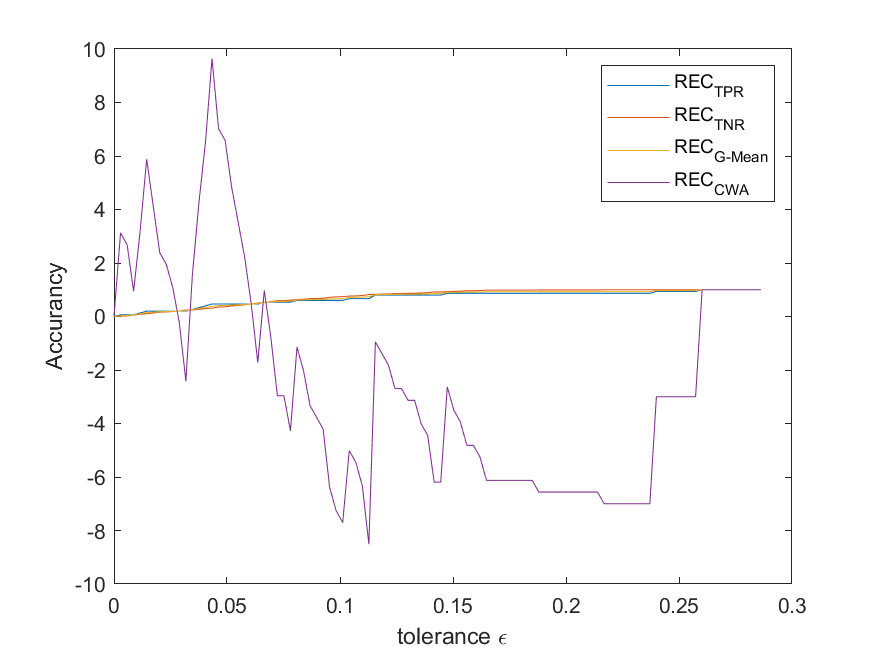 10
8
6
4
2
0
-2
-4
-6
-8
-10
Accurancy
REC_TPR
REC_TNR
REC_G-Mean
REC_CWA
0 0.05 0.1 0.15 0.2 0.25 0.3
tolerance ϵ